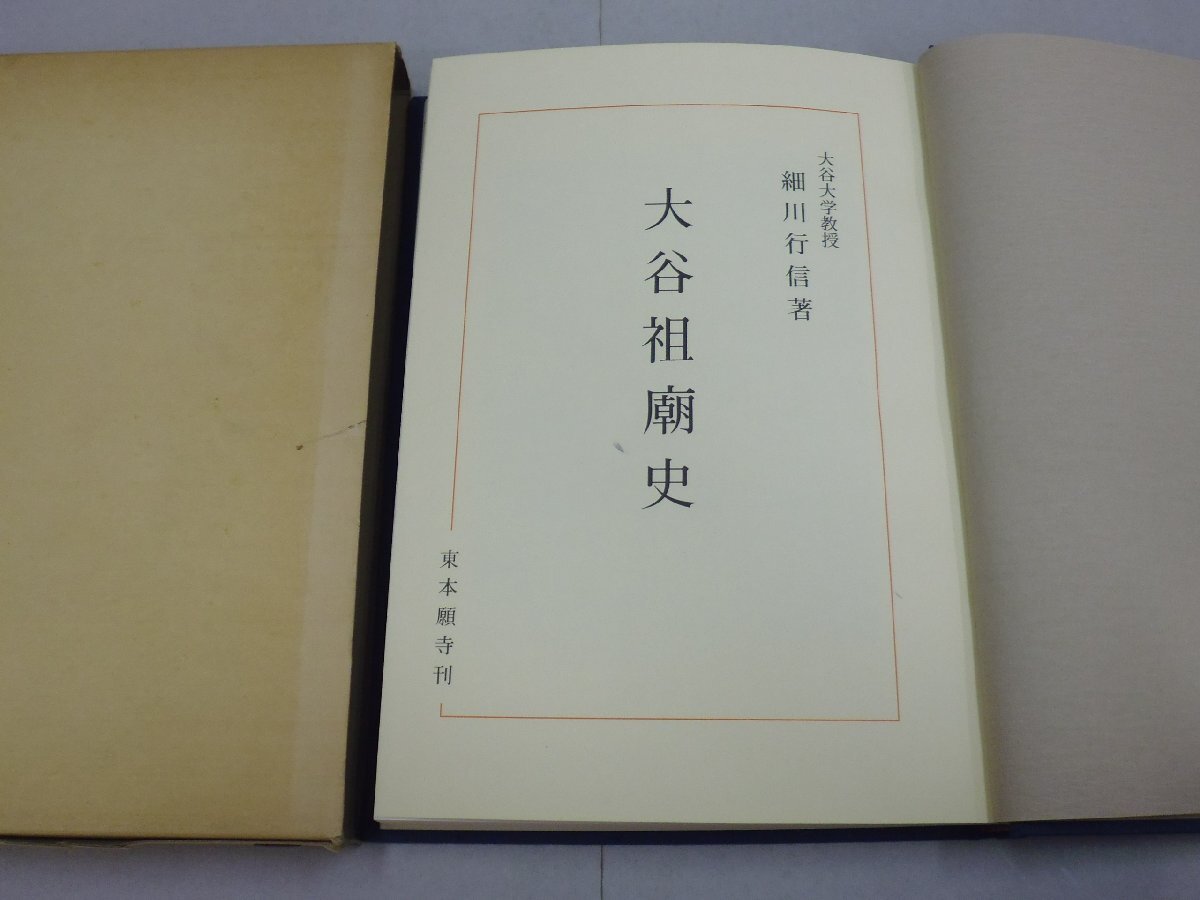 大谷大学教授
細川行信著
大谷祖廟史
東本願寺刊